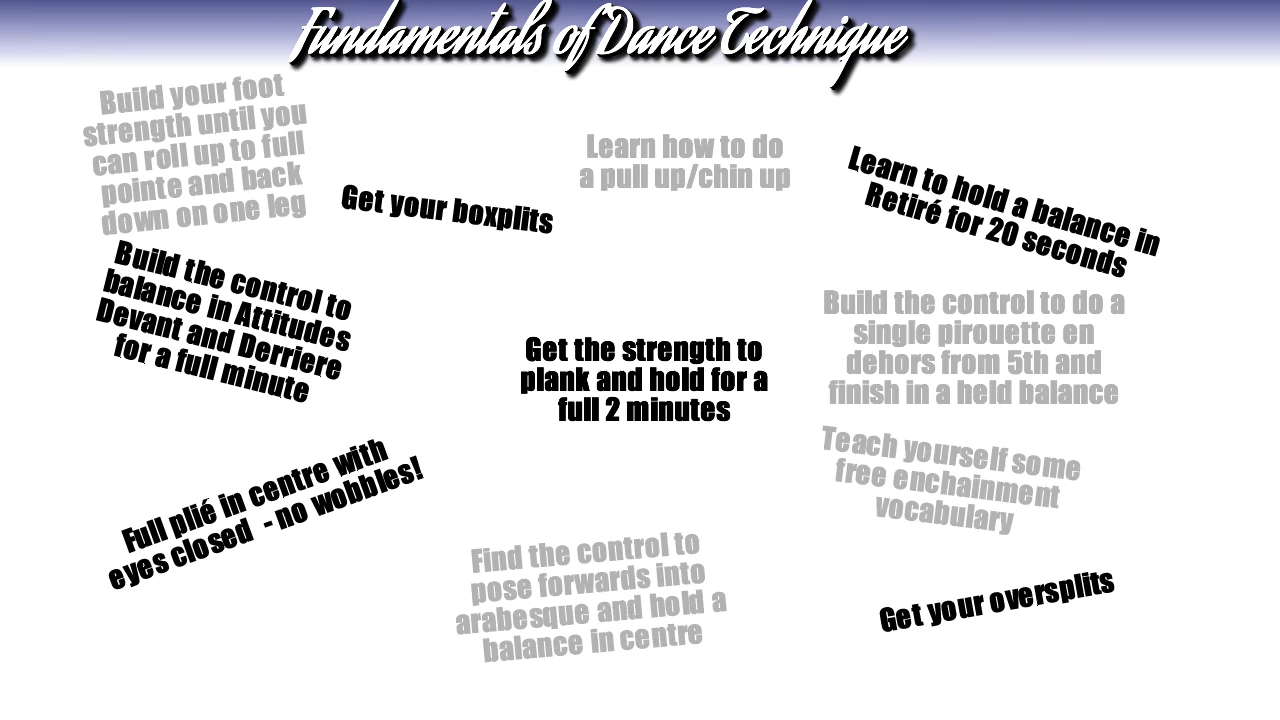 Fundamentals of Dance Technique
Build your foot
strength until you
can roll up to full
pointe and back
down on one leg
Learn how to do
a pull up/chin up
Learn to hold a balance in
Retiré for 20 seconds
Get your boxplits
Build the control to
balance in Attitudes
Devant and Derriere
for a full minute
Get the strength to
plank and hold for a
full 2 minutes
Build the control to do a
single pirouette en
dehors from 5th and
finish in a held balance
Teach yourself some
free enchainment
vocabulary
Full plié in centre with
eyes closed - no wobbles!
Find the control to
pose forwards into
arabesque and hold a
balance in centre
Get your oversplits